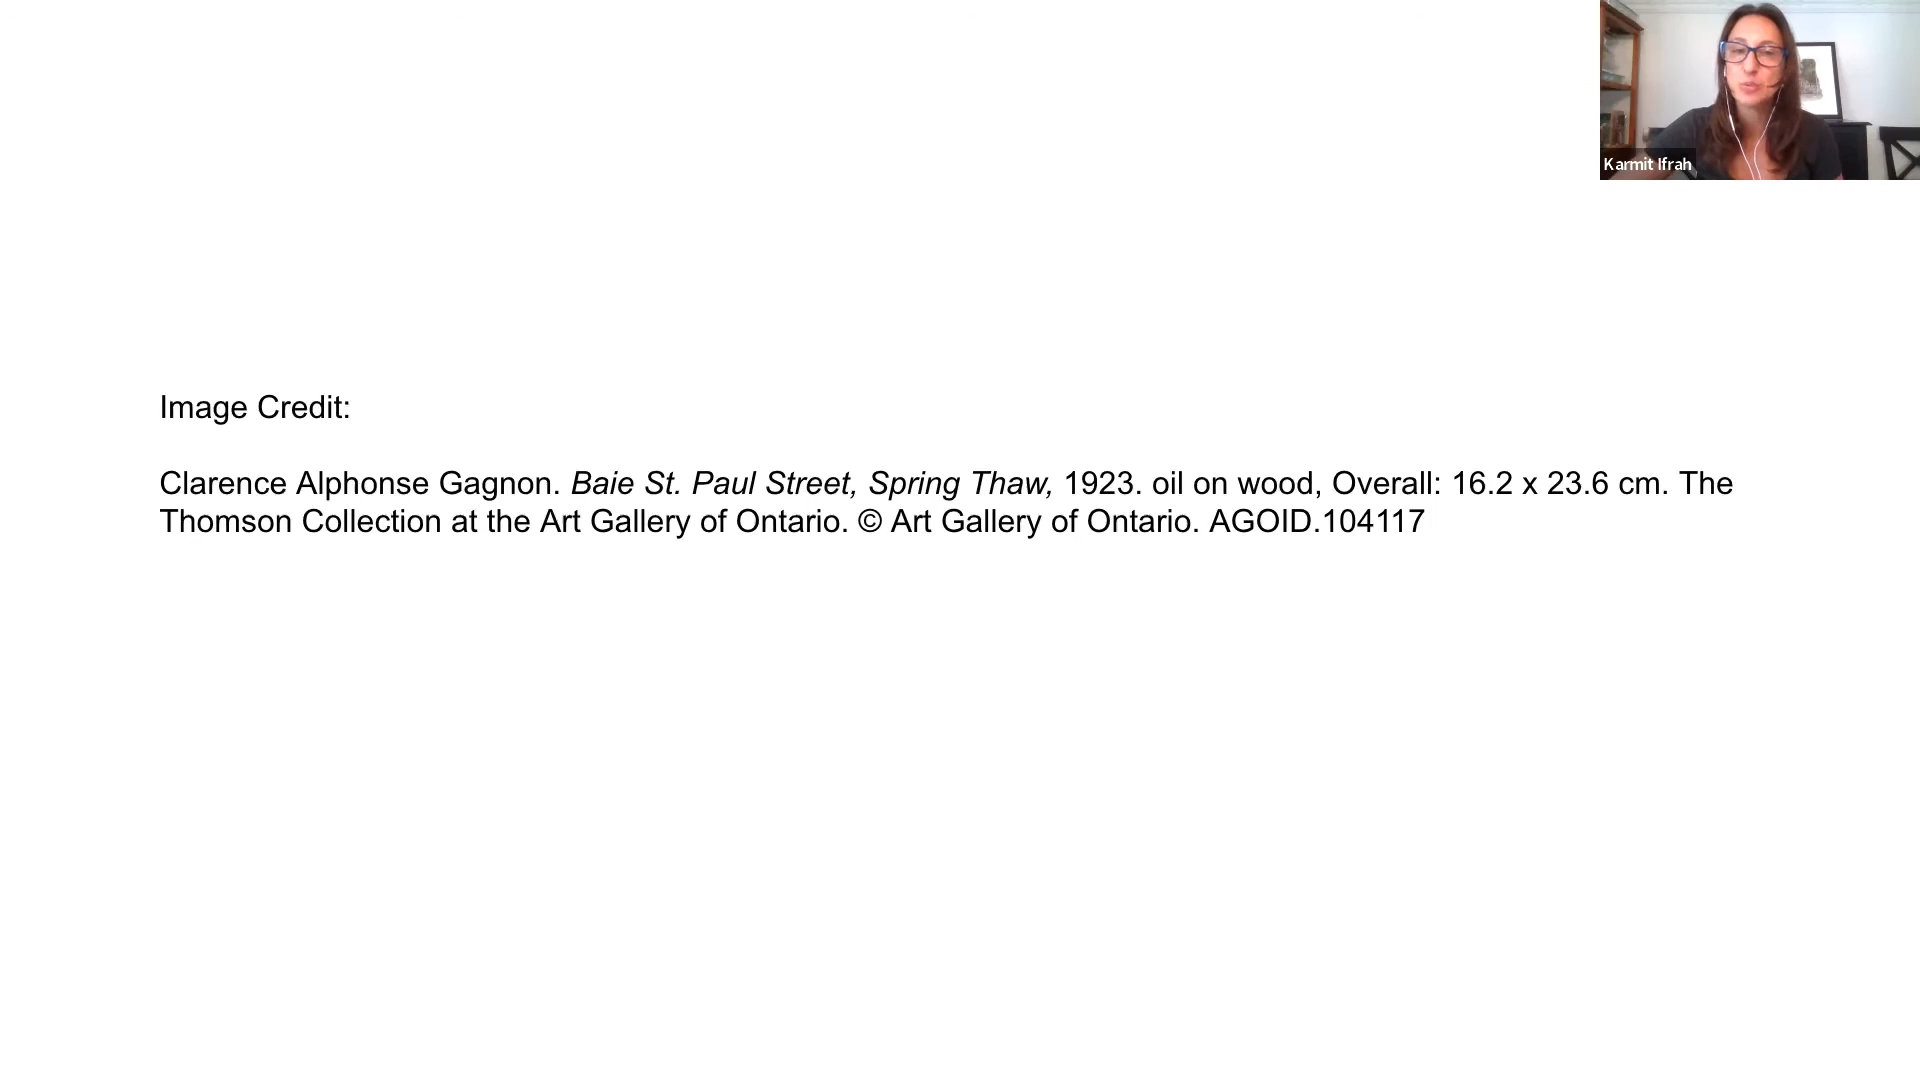 Karmit Ifrah
Image Credit:
Clarence Alphonse Gagnon. Baie St. Paul Street, Spring Thaw, 1923. oil on wood, Overall: 16.2 x 23.6 cm. The
Thomson Collection at the Art Gallery of Ontario. © Art Gallery of Ontario. AGOID.104117